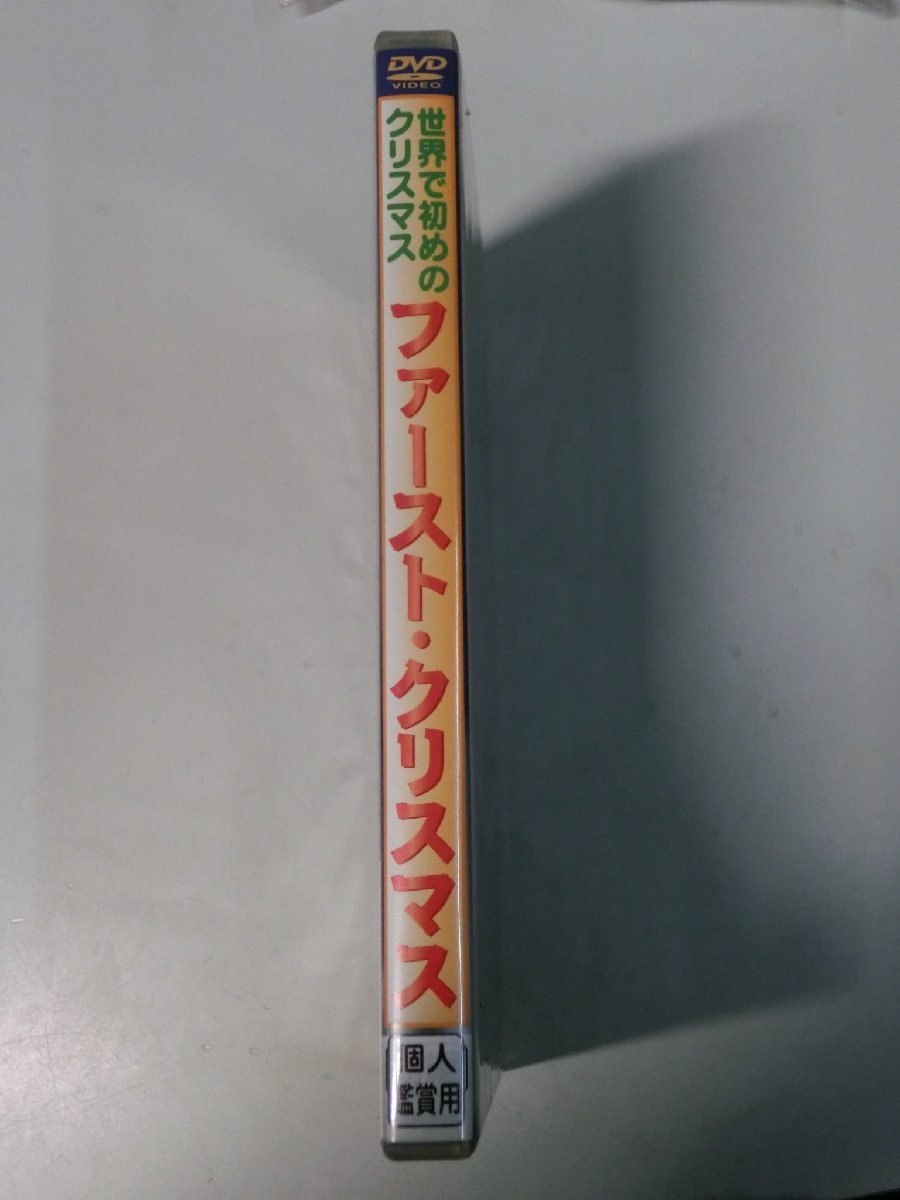 DVD
VIDEO
世界で初めの
クリスマス
ファースト・クリスマス
個人
鑑賞用